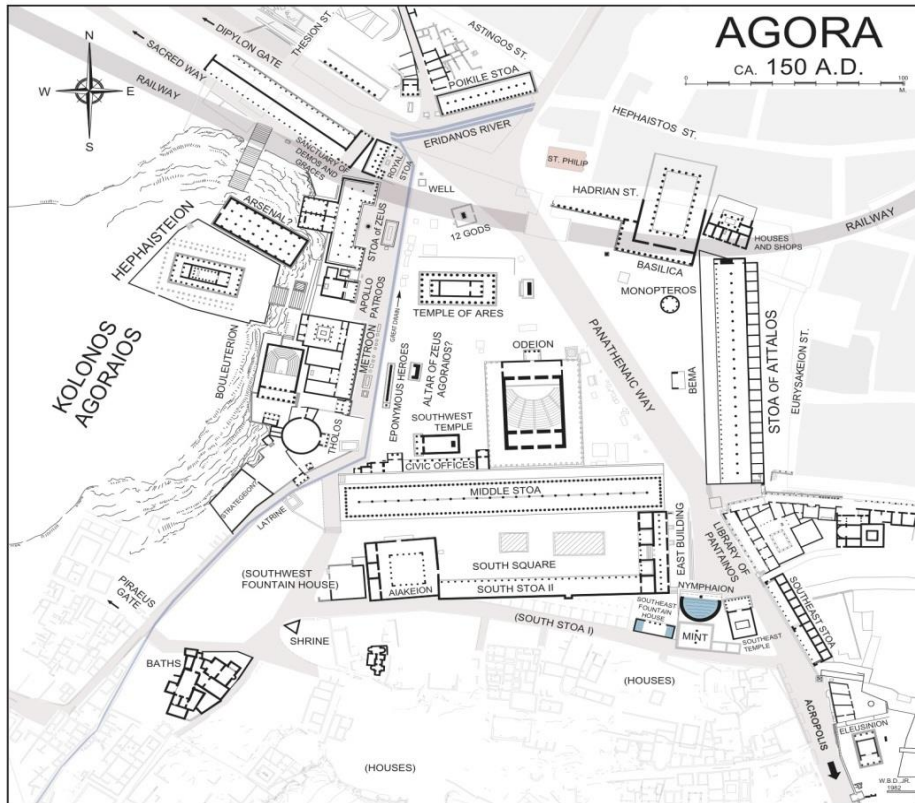 AGORA
CA. 150 A.D.
0
100
M.
N
W
E
S
DIPYLON GATE
THESION ST.
ASTINGOS ST.
SACRED WAY
RAILWAY
POIKILE STOA
ERIDANOS RIVER
HEPHAISTOS ST.
SANCTUARY OF
DEMOS AND
GRACES
ROYAL
STOA
ST. PHILIP
HADRIAN ST.
WELL
12 GODS
ARSENAL?
STOA of ZEUS
HEPHAISTEION
RAILWAY
HOUSES
AND SHOPS
BASILICA
MONOPTEROS
APOLLO
PATROOS
GREAT DRAIN
TEMPLE OF ARES
PANATHENAIC WAY
KOLONOS
AGORAIOS
BOULEUTERION
METROON
ODEION
BEMA
STOA OF ATTALOS
EURYSAKEION ST.
EPONYMOUS HEROES
ALTAR OF ZEUS
AGORAIOS?
SOUTHWEST
TEMPLE
THOLOS
CIVIC OFFICES
STRATEGEION?
LATRINE
MIDDLE STOA
LIBRARY OF
PANTAINOS
EAST BUILDING
SOUTH SQUARE
(SOUTHWEST
FOUNTAIN HOUSE)
AIAKEION
SOUTH STOA II
NYMPHAION
SOUTHEAST
FOUNTAIN
HOUSE
SOUTHEAST STOA
PIRAEUS
GATE
SHRINE
(SOUTH STOA I)
MINT
SOUTHEAST
TEMPLE
BATHS
(HOUSES)
ACROPOLIS
ELEUSINION
(HOUSES)
W.B.D. JR.
1982